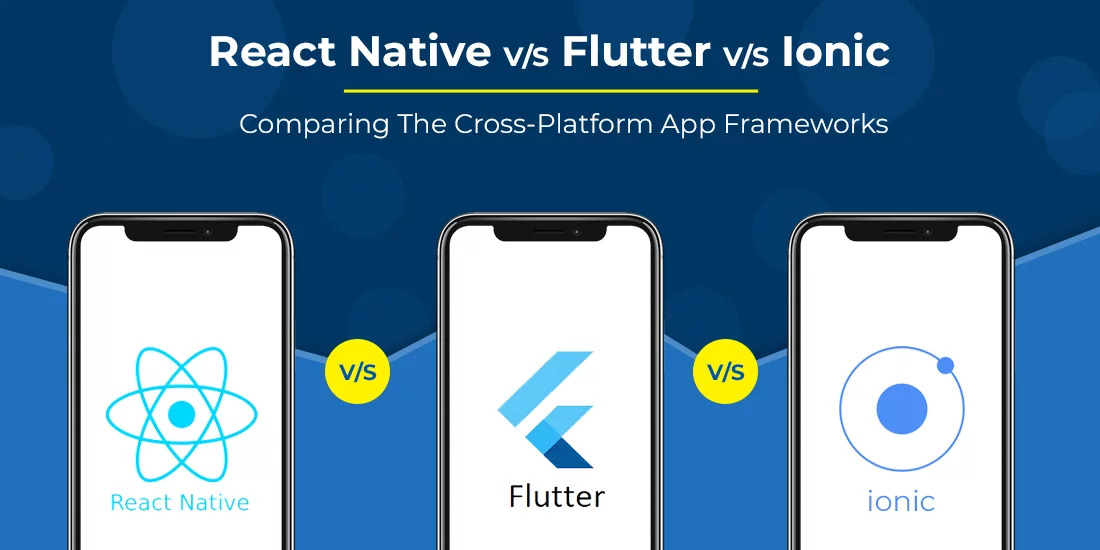 React Native v/s Flutter v/s Ionic
Comparing The Cross-Platform App Frameworks
V/S
V/S
React Native
Flutter
ionic